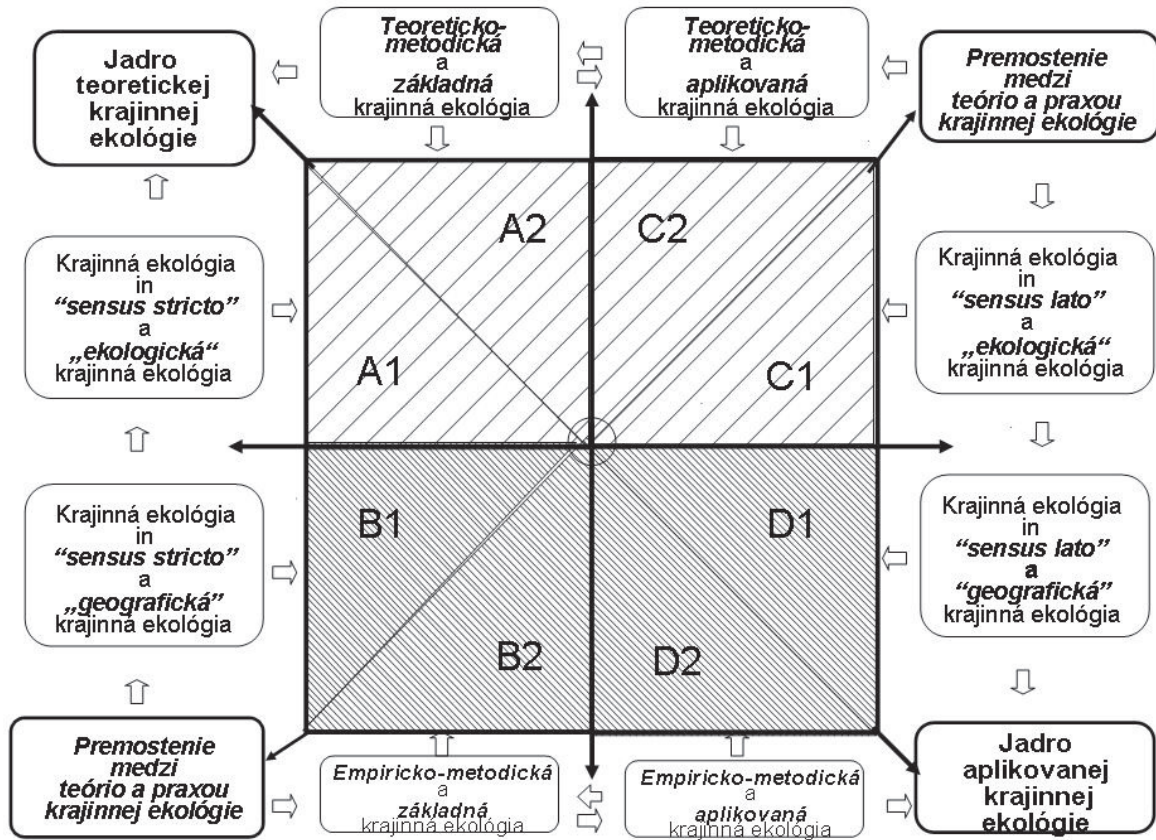 Jadro
teoretickej
krajinnej
ekológie
Teoreticko-
metodická
a
základná
krajinná ekológia
Teoreticko-
metodická
a
aplikovaná
krajinná ekológia
Premostenie
medzi
teório a praxou
krajinnej ekológie
A2
C2
Krajinná ekológia
in
“sensus stricto”
a
„ekologická“
krajinná ekológia
Krajinná ekológia
in
“sensus lato”
a
„ekologická“
krajinná ekológia
A1
C1
Krajinná ekológia
in
“sensus stricto”
a
„geografická”
krajinná ekológia
B1
D1
Krajinná ekológia
in
“sensus lato”
a
“geografická”
krajinná ekológia
B2
D2
Premostenie
medzi
teório a praxou
krajinnej ekológie
Empiricko-metodická
a
základná
krajinná ekológia
Empiricko-metodická
a
aplikovaná
krajinná ekológia
Jadro
aplikovanej
krajinnej
ekológie